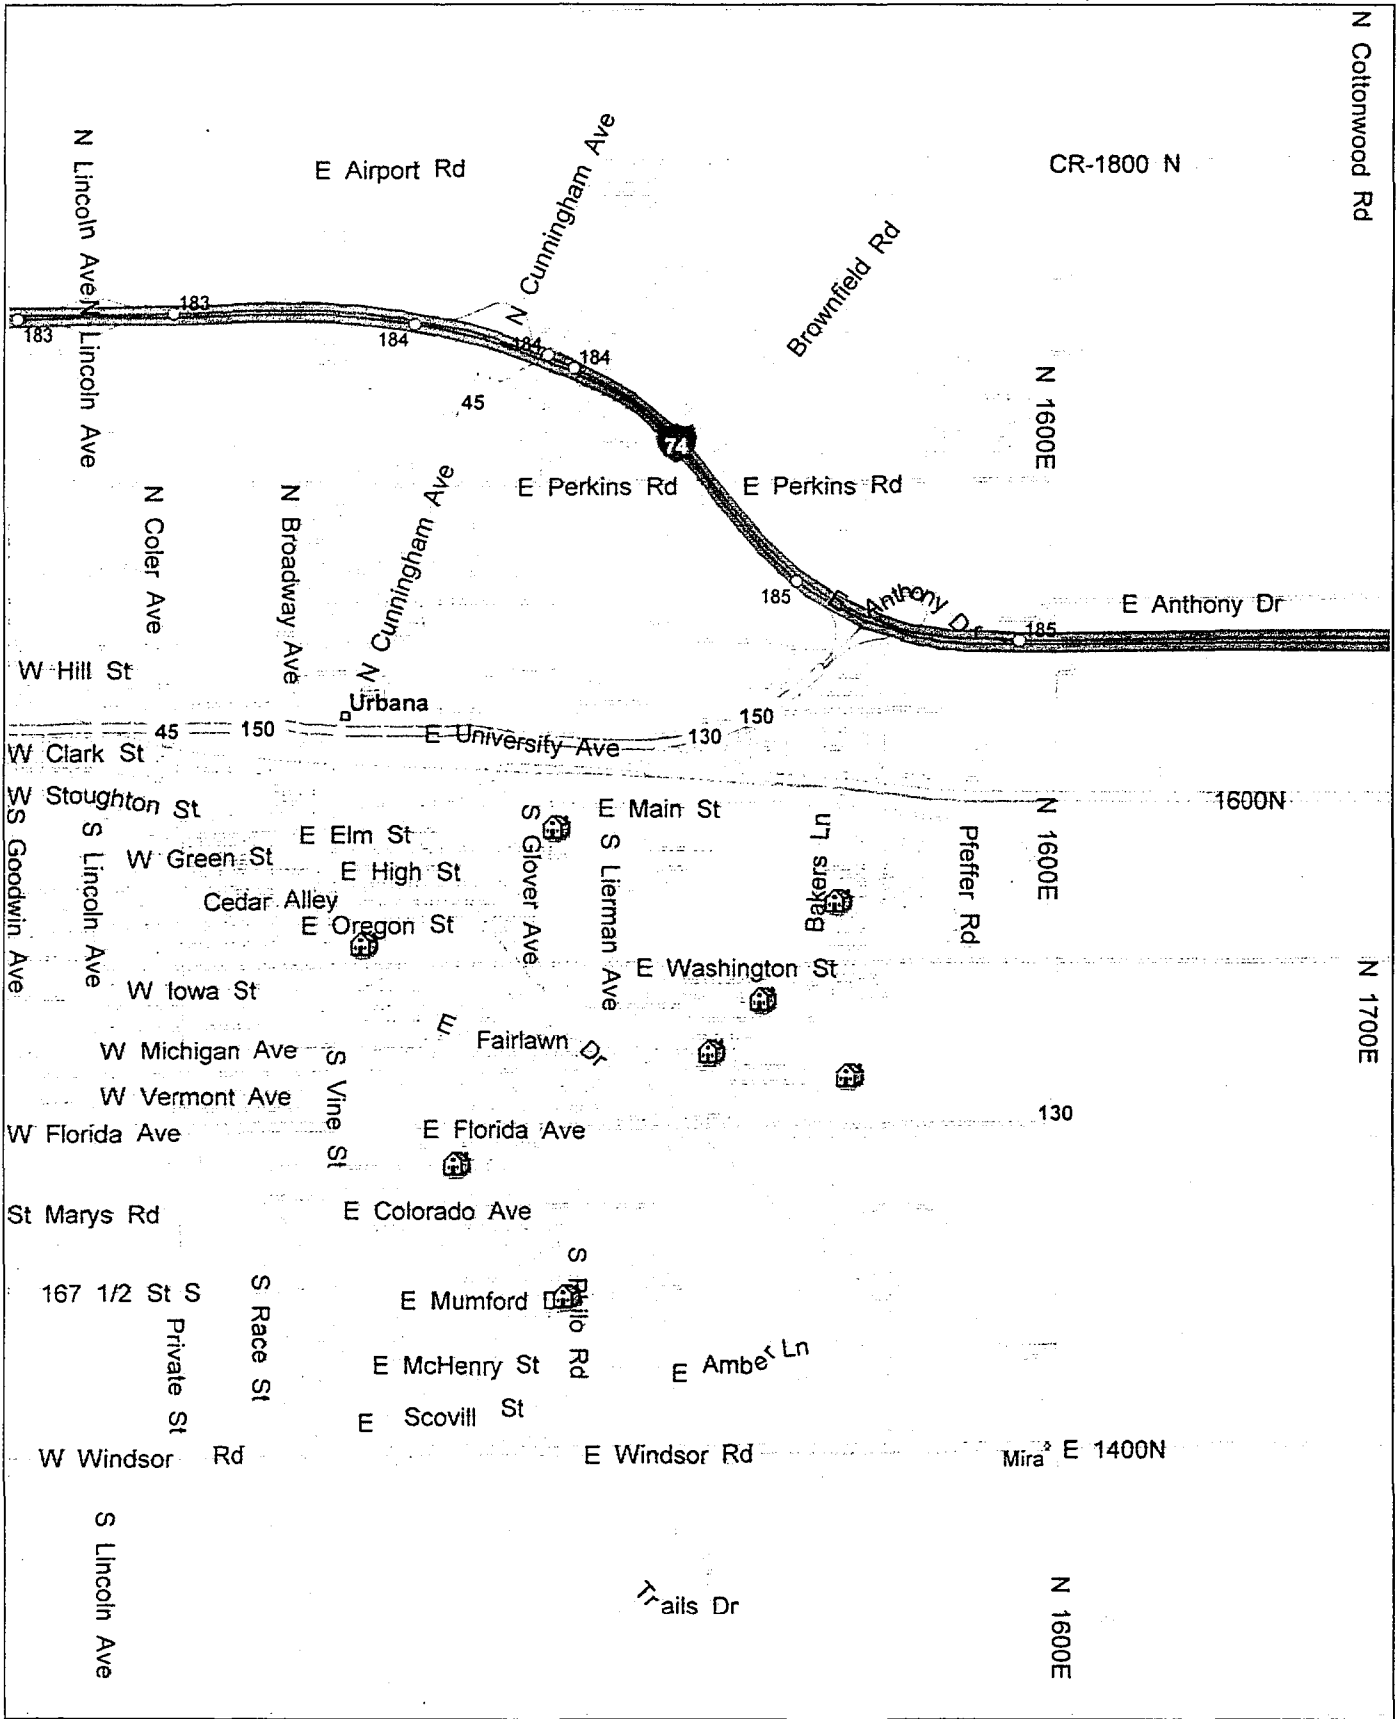 N Cottonwood Rd
N Lincoln Ave
E Airport Rd
N Cunningham Ave
CR-1800 N
Brownfield Rd
183
183
N Lincoln Ave
184
184
184
N 1600E
45
74
E Perkins Rd
E Perkins Rd
N Coler Ave
N Broadway Ave
N Cunningham Ave
185
E Anthony Dr
E Anthony Dr
185
W Hill St
Urbana
45
150
E University Ave
130
150
W Clark St
W Stoughton St
E Main St
1600N
S Goodwin Ave
S Lincoln Ave
E Elm St
S Glover Ave
S Lierman Ave
Bakers Ln
Pfeffer Rd
N 1600E
W Green St
E High St
Cedar Alley
E Oregon St
E Washington St
N 1700E
W Iowa St
E Fairlawn Dr
W Michigan Ave
S Vine St
W Vermont Ave
130
W Florida Ave
E Florida Ave
St Marys Rd
E Colorado Ave
S Philo Rd
167 1/2 St S
S Race St
E Mumford
Private St
E McHenry St
E Amber Ln
E Scovill St
W Windsor Rd
E Windsor Rd
Mira
E 1400N
S Lincoln Ave
Trails Dr
N 1600E